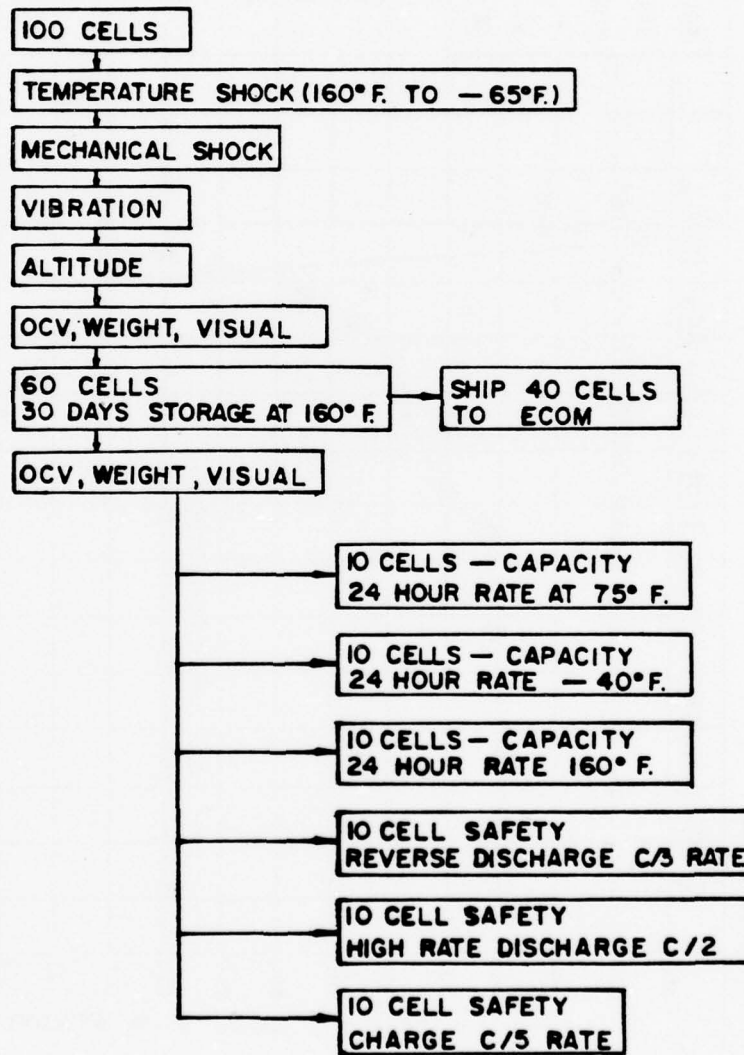 100 CELLS
TEMPERATURE SHOCK (160° F. TO — 65°F.)
MECHANICAL SHOCK
VIBRATION
ALTITUDE
OCV, WEIGHT, VISUAL
60 CELLS
30 DAYS STORAGE AT 160° F.
SHIP 40 CELLS
TO ECOM
OCV, WEIGHT, VISUAL
10 CELLS — CAPACITY
24 HOUR RATE AT 75° F.
10 CELLS — CAPACITY
24 HOUR RATE — 40° F.
10 CELLS — CAPACITY
24 HOUR RATE 160° F.
10 CELL SAFETY
REVERSE DISCHARGE C/3 RATE
10 CELL SAFETY
HIGH RATE DISCHARGE C/2
10 CELL SAFETY
CHARGE C/5 RATE